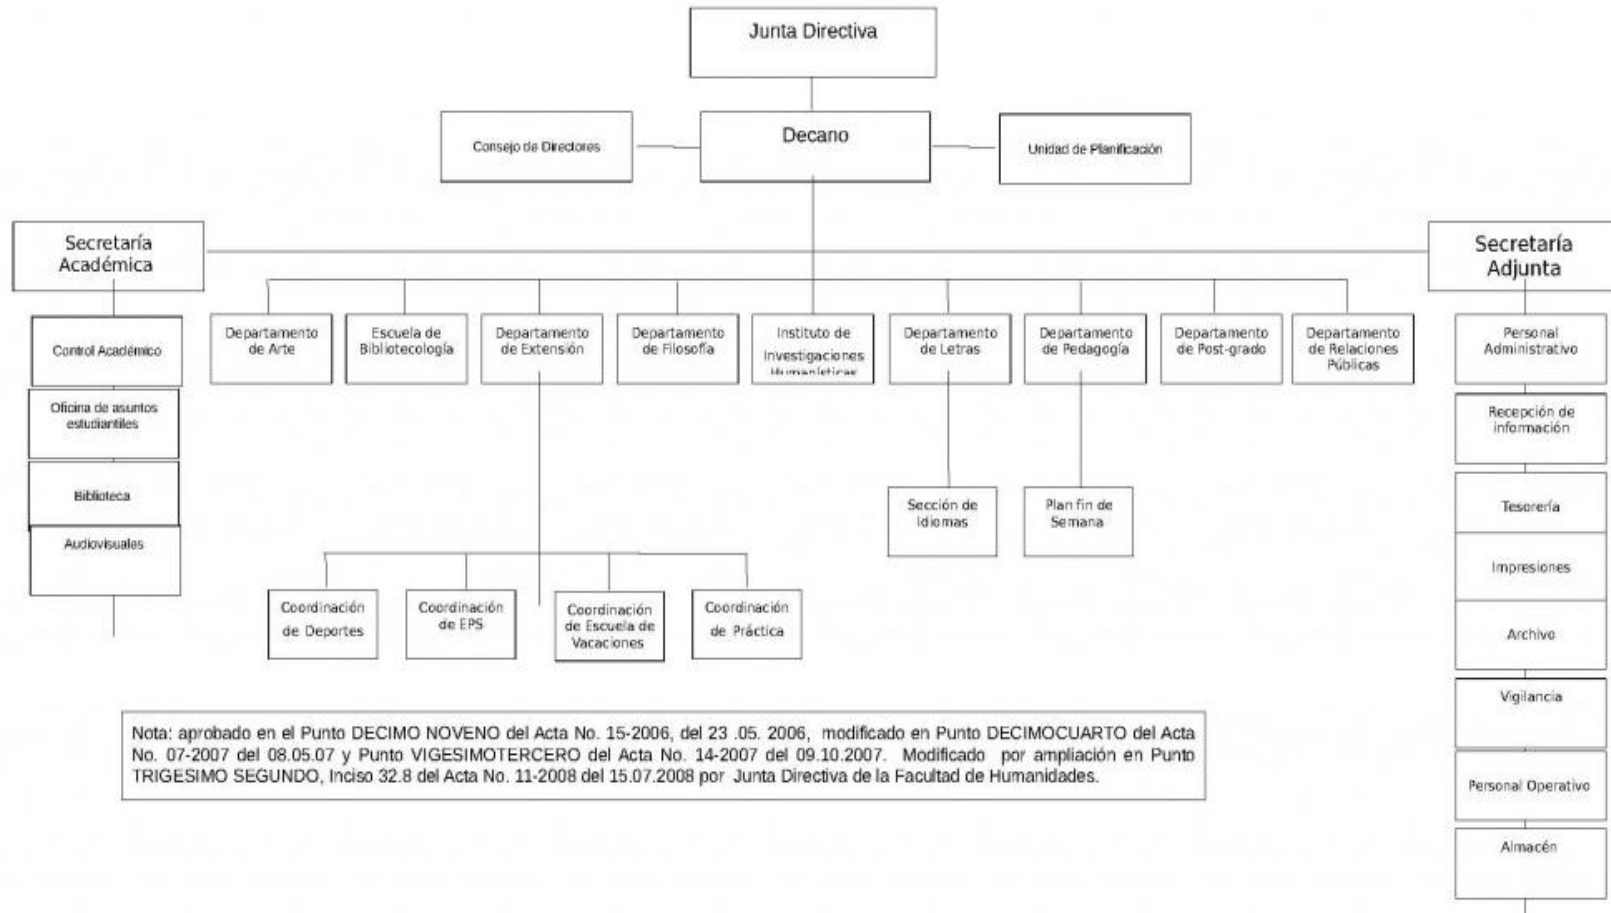 Junta Directiva
Consejo de Directores
Decano
Unidad de Planificación
Secretaría
Académica
Secretaría
Adjunta
Control Académico
Oficina de asuntos
estudiantiles
Biblioteca
Audiovisuales
Departamento
de Arte
Escuela de
Bibliotecología
Departamento
de Extensión
Departamento
de Filosofía
Instituto de
Investigaciones
Humanísticas
Departamento
de Letras
Departamento
de Pedagogía
Departamento
de Post-grado
Departamento
de Relaciones
Públicas
Sección de
Idiomas
Plan fin de
Semana
Coordinación
de Deportes
Coordinación
de EPS
Coordinación
de Escuela de
Vacaciones
Coordinación
de Práctica
Personal
Administrativo
Recepción de
información
Tesorería
Impresiones
Archivo
Vigilancia
Personal Operativo
Almacén
Nota: aprobado en el Punto DECIMO NOVENO del Acta No. 15-2006, del 23 .05. 2006, modificado en Punto DECIMOCUARTO del Acta
No. 07-2007 del 08.05.07 y Punto VIGESIMOTERCERO del Acta No. 14-2007 del 09.10.2007. Modificado por ampliación en Punto
TRIGESIMO SEGUNDO, Inciso 32.8 del Acta No. 11-2008 del 15.07.2008 por Junta Directiva de la Facultad de Humanidades.